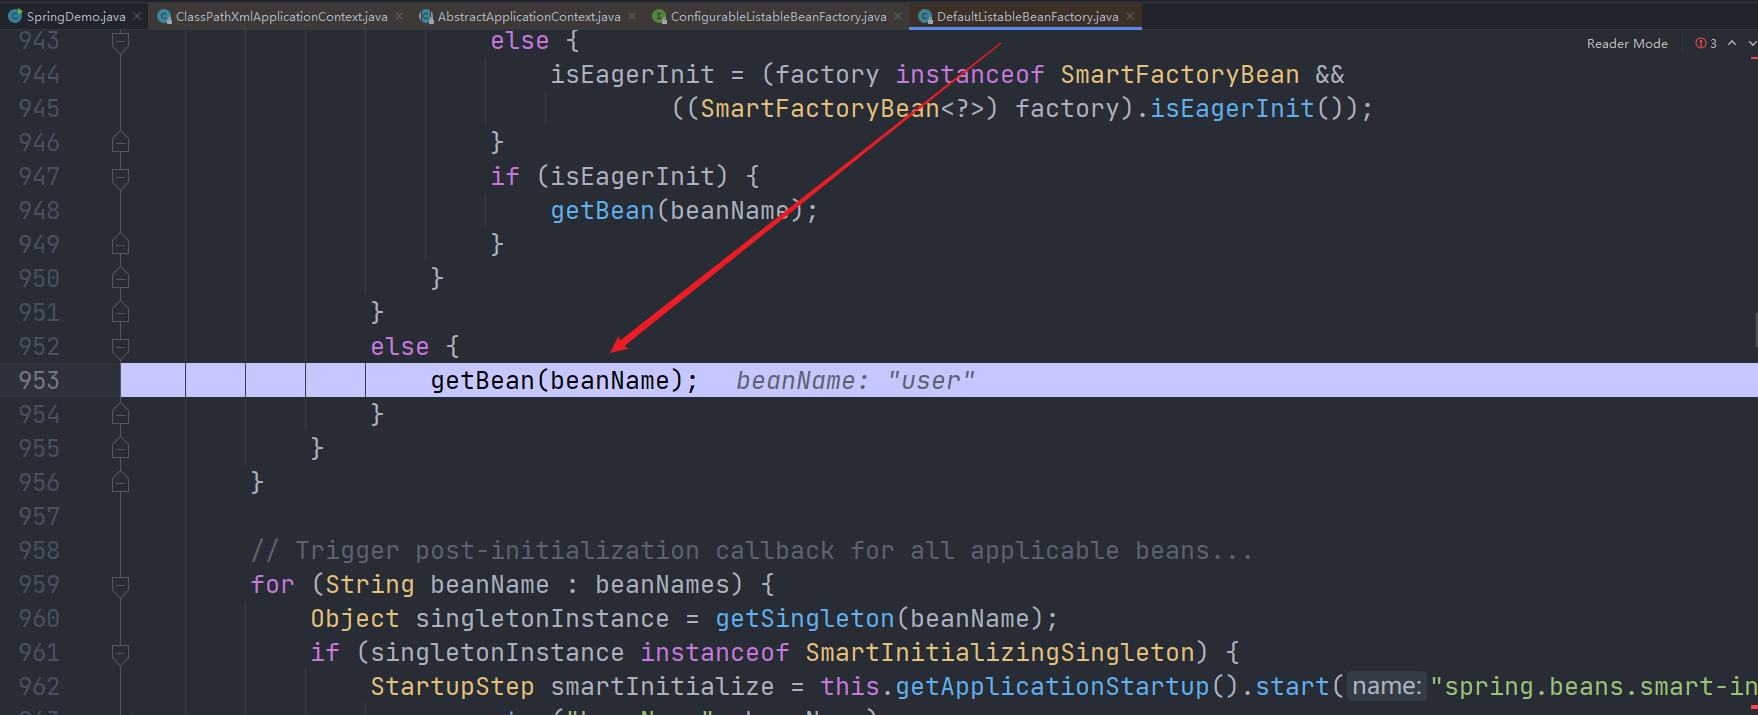 SpringDemo.java ClassPathXmlApplicationContext.java AbstractApplicationContext.java ConfigurableListableBeanFactory.java DefaultListableBeanFactory.java
Reader Mode 3
943 else {
944 isEagerInit = (factory instanceof SmartFactoryBean &&
945 ((SmartFactoryBean<?>) factory).isEagerInit());
946 }
947 if (isEagerInit) {
948 getBean(beanName);
949 }
950 }
951 }
952 else {
953 getBean(beanName); beanName: "user"
954 }
955 }
956 }
957
958 // Trigger post-initialization callback for all applicable beans...
959 for (String beanName : beanNames) {
960 Object singletonInstance = getSingleton(beanName);
961 if (singletonInstance instanceof SmartInitializingSingleton) {
962 StartupStep smartInitialize = this.getApplicationStartup().start( name: "spring.beans.smart-in